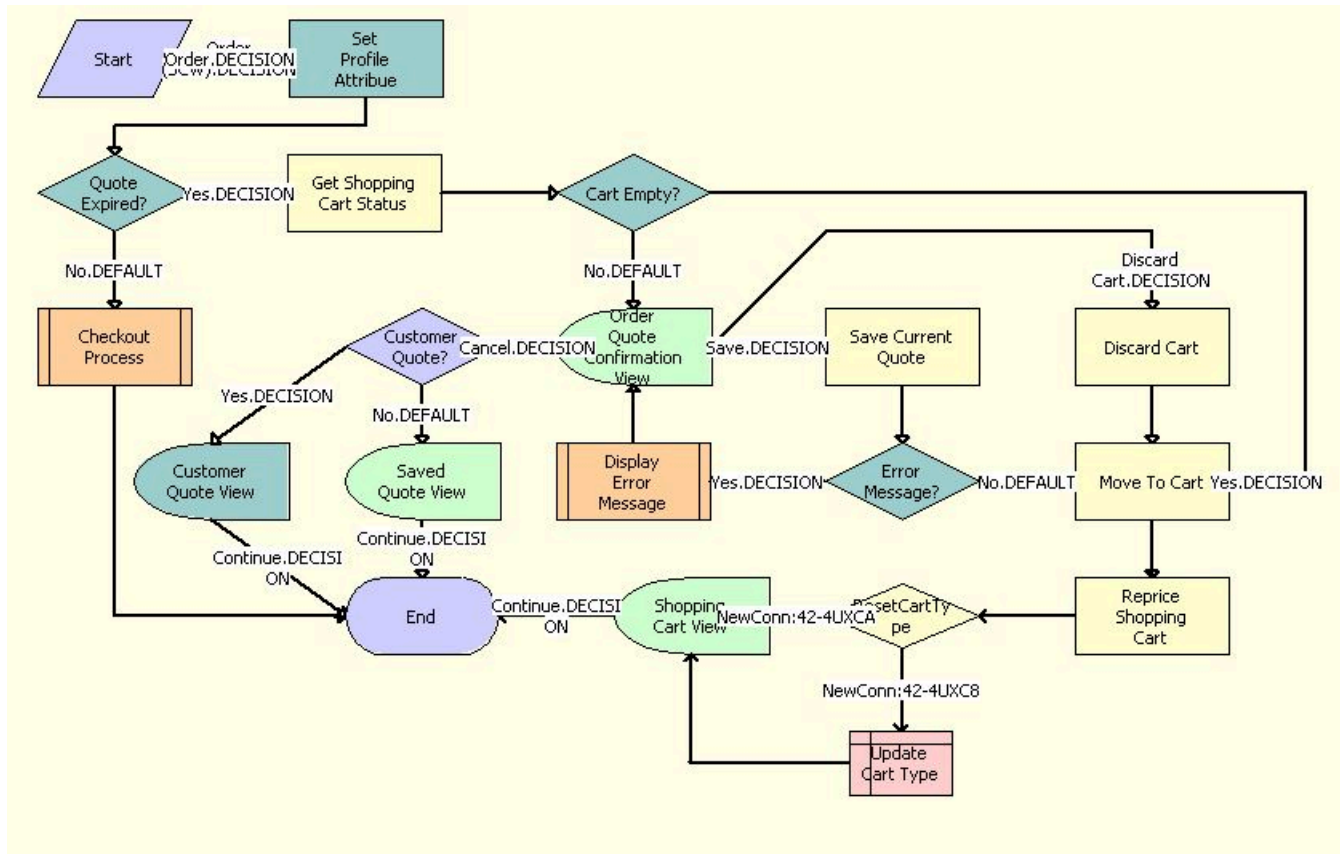 Start
Order
Order.DECISION
(SCW).DECISION
Set
Profile
Attribue
Quote
Expired?
Yes.DECISION
Get Shopping
Cart Status
Cart Empty?
No.DEFAULT
No.DEFAULT
Discard
Cart.DECISION
Checkout
Process
Customer
Quote?
Cancel.DECISION
Order
Quote
Confirmation
View
Save.DECISION
Save Current
Quote
Discard Cart
Yes.DECISION
No.DEFAULT
Customer
Quote View
Saved
Quote View
Display
Error
Message
Yes.DECISION
Error
Message?
No.DEFAULT
Move To Cart
Yes.DECISION
Continue.DECISI
ON
Continue.DECISI
ON
End
Continue.DECISI
ON
Shopping
Cart View
NewConn:42-4UXCA
pe
Reprice
Shopping
Cart
NewConn:42-4UXC8
Update
Cart Type